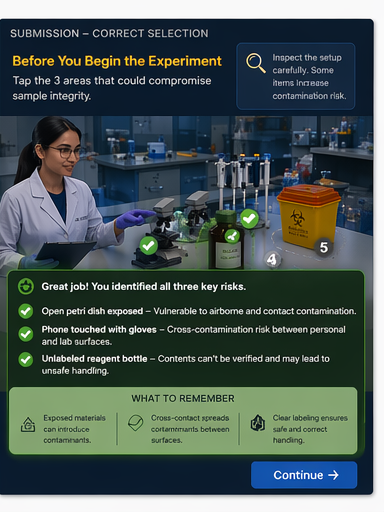 SUBMISSION – CORRECT SELECTION
Before You Begin the Experiment
Tap the 3 areas that could compromise
sample integrity.
Inspect the setup
carefully. Some
items increase
contamination risk.
4
5
Great job! You identified all three key risks.
Open petri dish exposed – Vulnerable to airborne and contact contamination.
Phone touched with gloves – Cross-contamination risk between personal
and lab surfaces.
Unlabeled reagent bottle – Contents can't be verified and may lead to
unsafe handling.
WHAT TO REMEMBER
Exposed materials
can introduce
contaminants.
Cross-contact spreads
contaminants between
surfaces.
Clear labeling ensures
safe and correct
handling.
Continue →